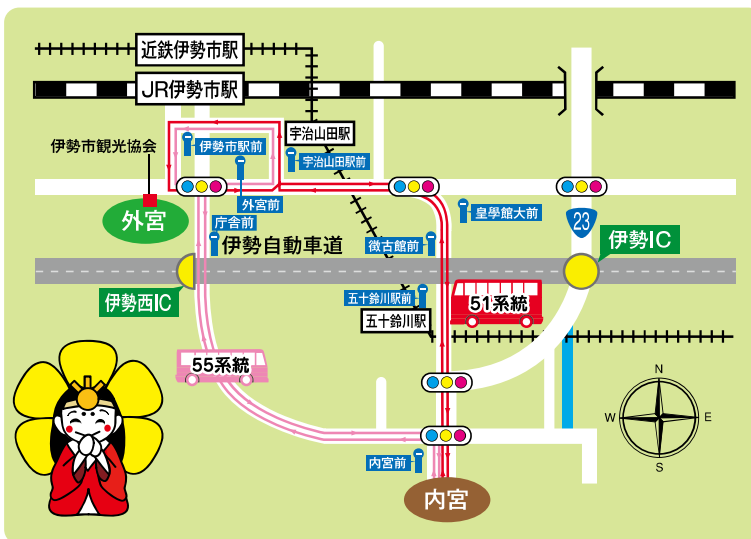 近鉄伊勢市駅
JR伊勢市駅
宇治山田駅
伊勢市観光協会
伊勢市駅前
宇治山田駅前
外宮
外宮前
庁舎前
皇學館大前
23
伊勢自動車道
微古館前
伊勢IC
伊勢西IC
五十鈴川駅前
51系統
五十鈴川駅
55系統
N
W
E
S
内宮前
内宮